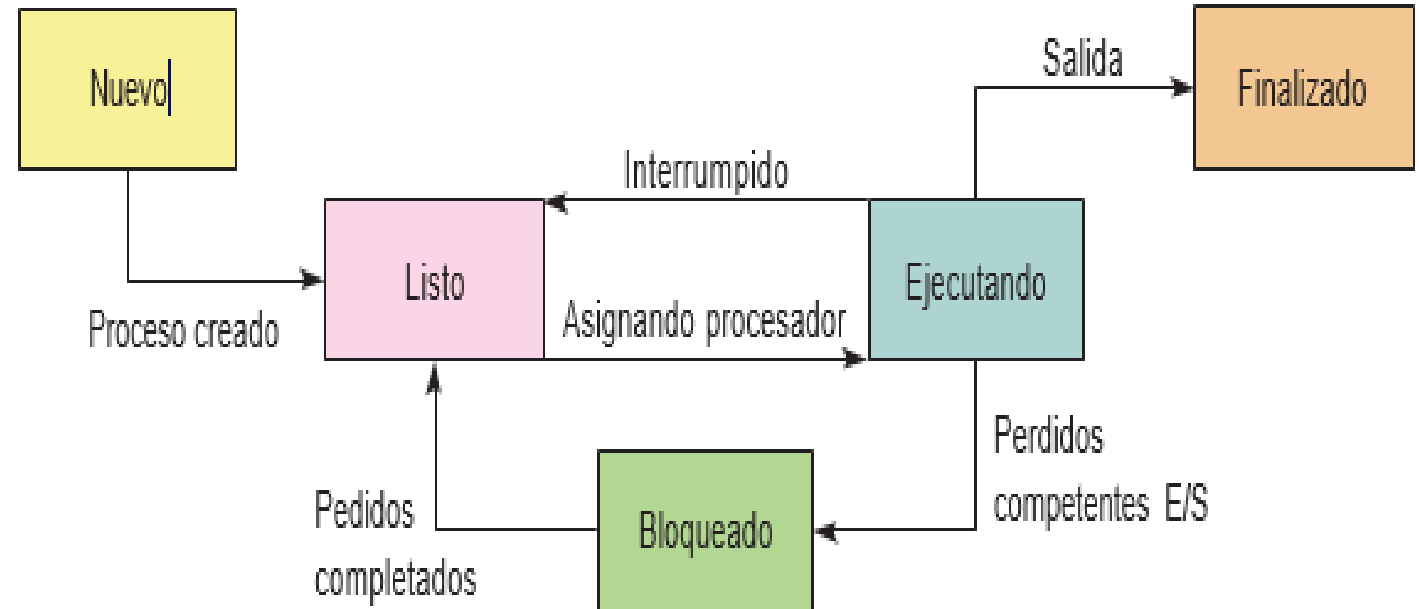 Nuevo
Salida
Finalizado
Interrumpido
Listo
Ejecutando
Proceso creado
Asignando procesador
Perdidos
competentes E/S
Pedidos
completados
Bloqueado